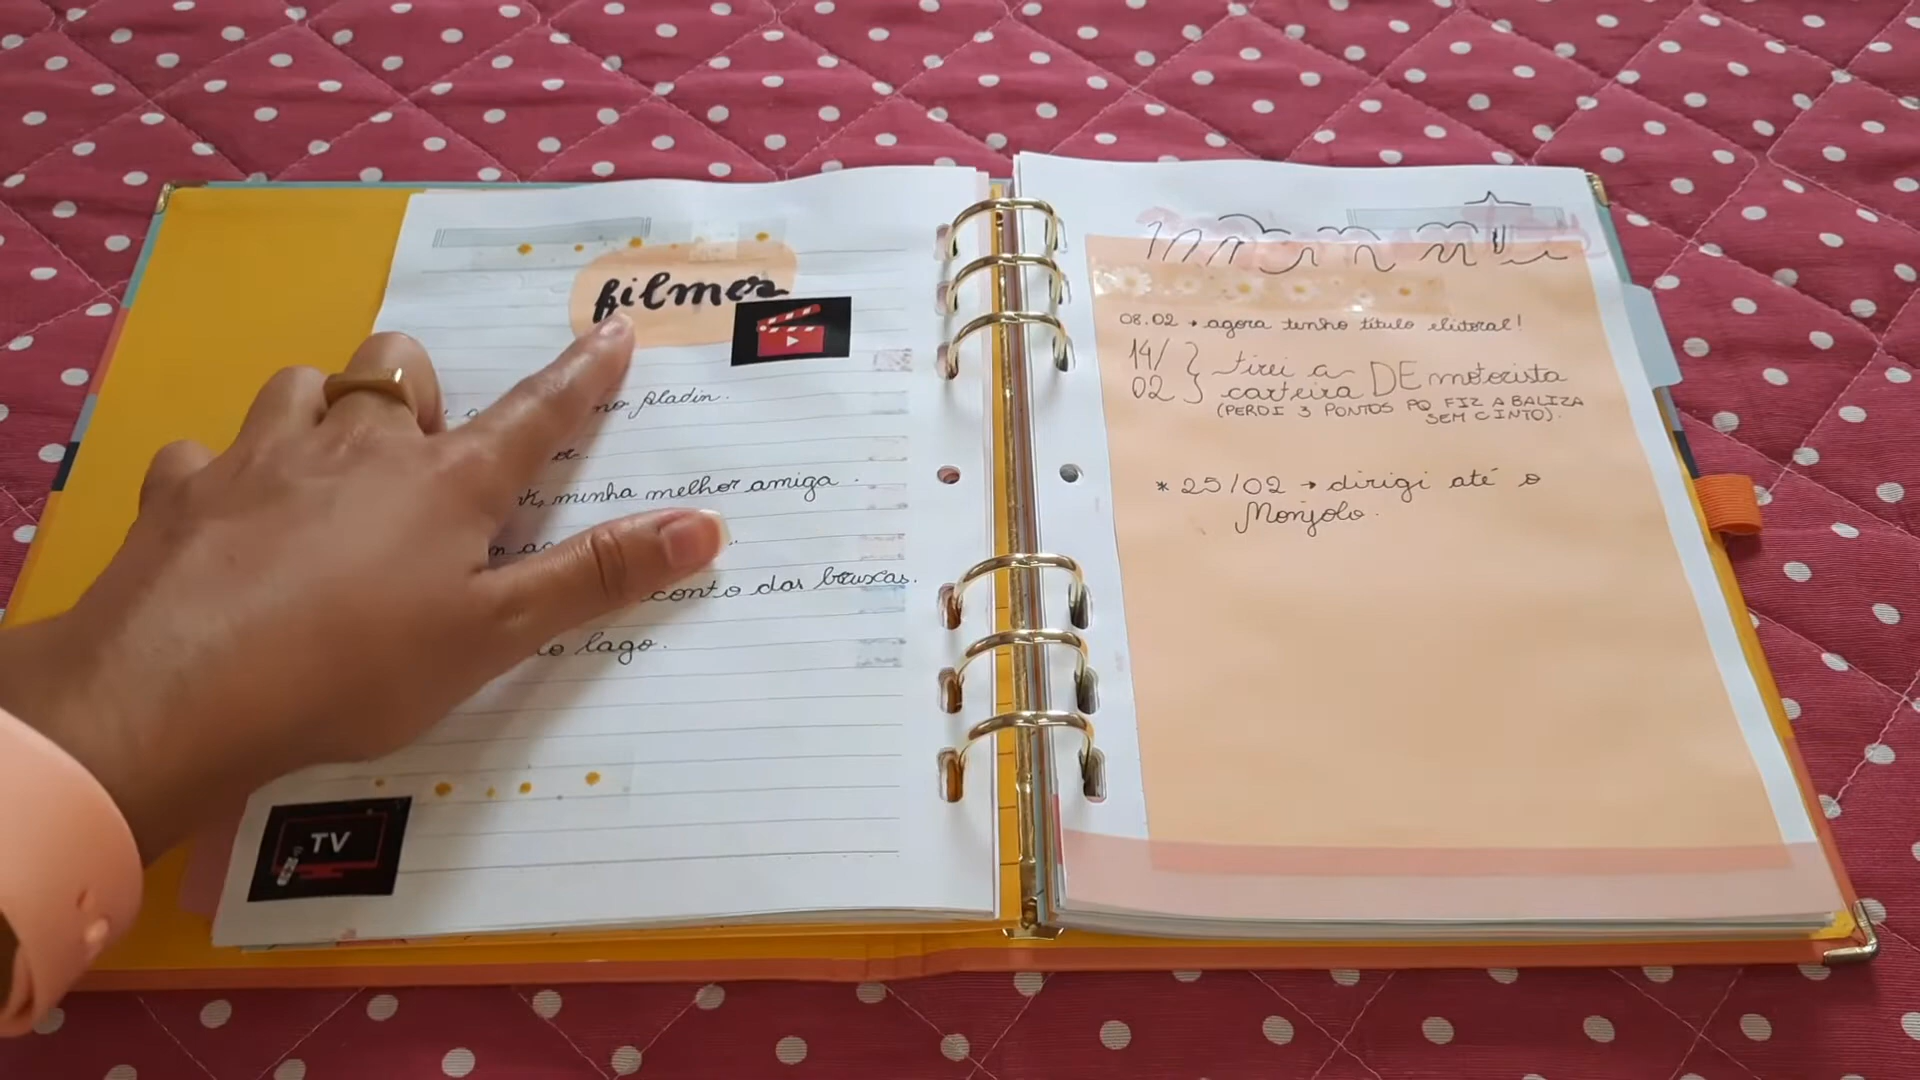 filmes
no Aladin.
a.
minha melhor amiga.
conto das bruxas.
lago.
TV
08.02 → agora tenho título eleitoral!
14/
02 } tirei a
carteira DE motorista
(PERDI 3 PONTOS PQ FIZ A BALIZA
SEM CINTO).
* 25/02 → dirigi até o
Monjolo.